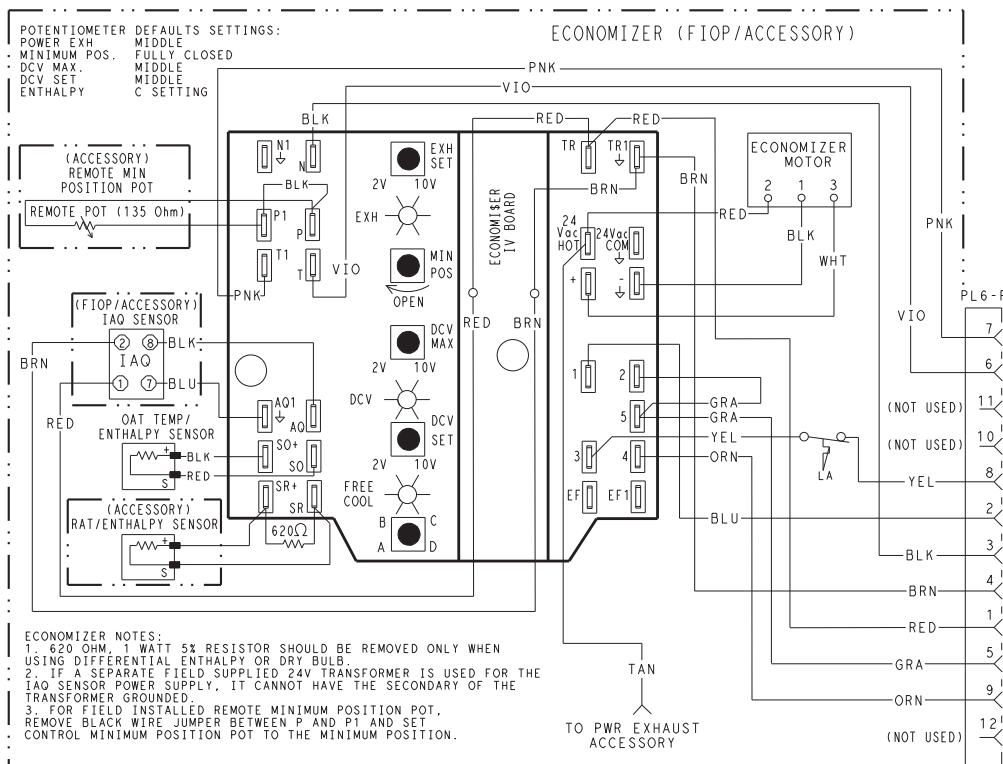 POTENTIOMETER DEFAULTS SETTINGS:
POWER EXH MIDDLE
MINIMUM POS. FULLY CLOSED
DCV MAX. MIDDLE
DCV SET MIDDLE
ENTHALPY C SETTING
ECONOMIZER (FIOP/ACCESSORY)
PNK
VIO
BLK
RED
RED
(ACCESSORY)
REMOTE MIN
POSITION POT
REMOTE POT (135 Ohm)
N1
N
BLK
P1
P
T1
T
VIO
PNK
EXH
SET
2V 10V
EXH
MIN
POS
OPEN
DCV
MAX
2V 10V
DCV
DCV
SET
2V 10V
FREE
COOL
B C
A D
ECONOMI$ER
IV BOARD
RED
BRN
TR
TR1
BRN
BRN
24
Vac
HOT
24Vac
COM
+
-
RED
ECONOMIZER
MOTOR
2 1 3
BLK
WHT
PNK
VIO
(FIOP/ACCESSORY)
IAQ SENSOR
2 8
IAQ
1 7
BLK
BLU
BRN
RED
OAT TEMP/
ENTHALPY SENSOR
+
S
BLK
RED
(ACCESSORY)
RAT/ENTHALPY SENSOR
+
S
AQ1
AQ
SO+
SO
SR+
SR
620Ω
1
2
5
3
4
EF
EF1
GRA
GRA
YEL
ORN
BLU
LA
PL6-
7
6
(NOT USED) 11
(NOT USED) 10
YEL 8
2
BLK 3
BRN 4
RED 1
GRA 5
ORN 9
(NOT USED) 12
TAN
TO PWR EXHAUST
ACCESSORY
ECONOMIZER NOTES:
1. 620 OHM, 1 WATT 5% RESISTOR SHOULD BE REMOVED ONLY WHEN
USING DIFFERENTIAL ENTHALPY OR DRY BULB.
2. IF A SEPARATE FIELD SUPPLIED 24V TRANSFORMER IS USED FOR THE
IAQ SENSOR POWER SUPPLY, IT CANNOT HAVE THE SECONDARY OF THE
TRANSFORMER GROUNDED.
3. FOR FIELD INSTALLED REMOTE MINIMUM POSITION POT,
REMOVE BLACK WIRE JUMPER BETWEEN P AND P1 AND SET
CONTROL MINIMUM POSITION POT TO THE MINIMUM POSITION.